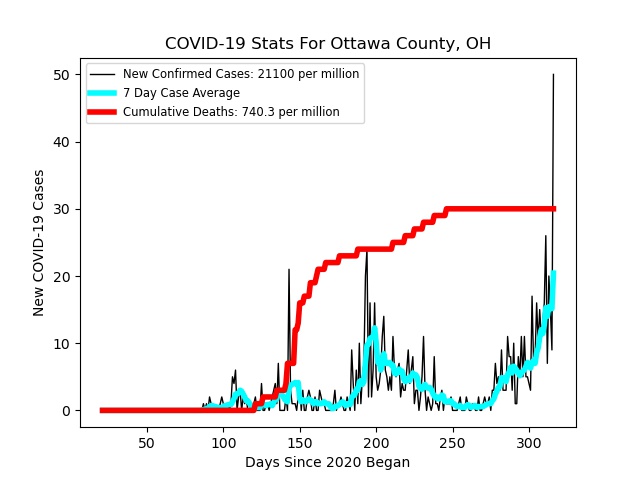 COVID-19 Stats For Ottawa County, OH
New Confirmed Cases: 21100 per million
7 Day Case Average
Cumulative Deaths: 740.3 per million
New COVID-19 Cases
50
40
30
20
10
0
50 100 150 200 250 300
Days Since 2020 Began